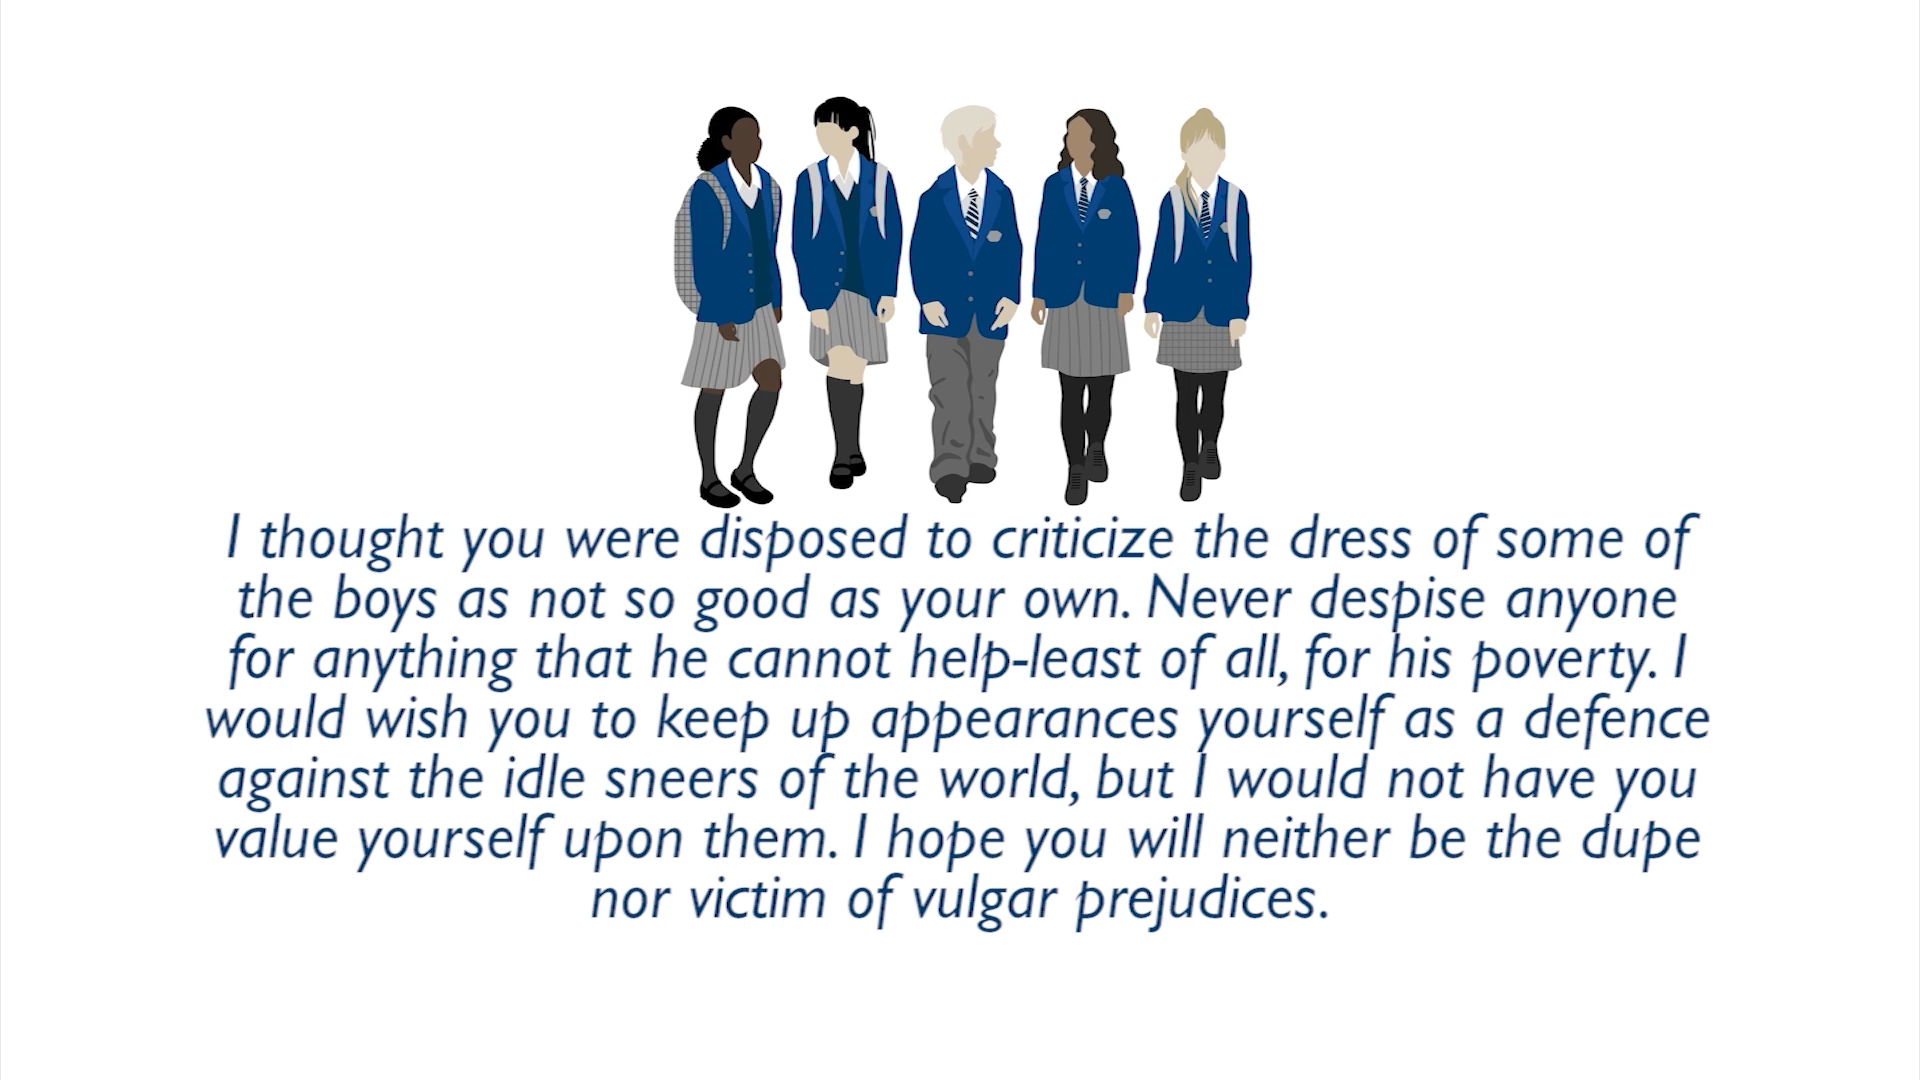 I thought you were disposed to criticize the dress of some of
the boys as not so good as your own. Never despise anyone
for anything that he cannot help-least of all, for his poverty. I
would wish you to keep up appearances yourself as a defence
against the idle sneers of the world, but I would not have you
value yourself upon them. I hope you will neither be the dupe
nor victim of vulgar prejudices.